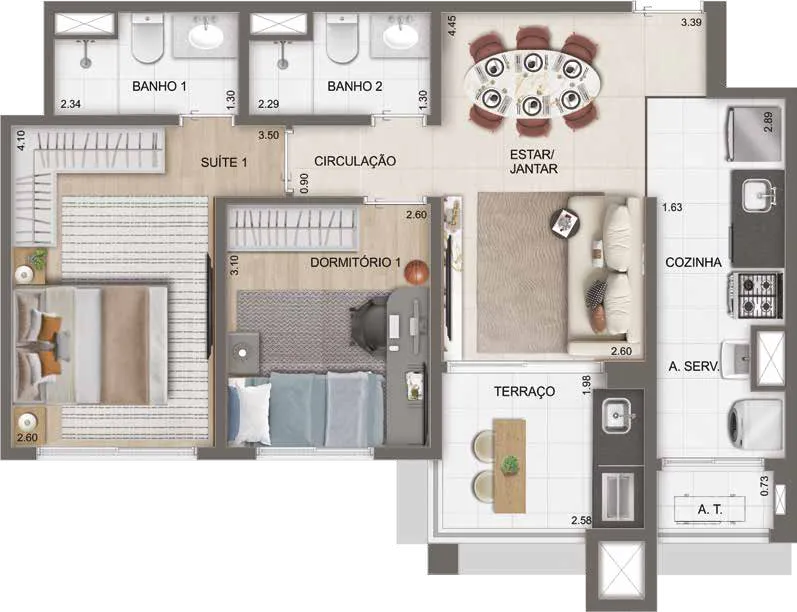 4.45
3.39
BANHO 1
BANHO 2
2.34
1.30
2.29
1.30
2.89
4.10
3.50
SUÍTE 1
CIRCULAÇÃO
ESTAR/
JANTAR
0.90
2.60
1.63
3.10
DORMITÓRIO 1
COZINHA
2.60
A. SERV.
TERRAÇO
1.98
2.60
0.73
2.58
A. T.